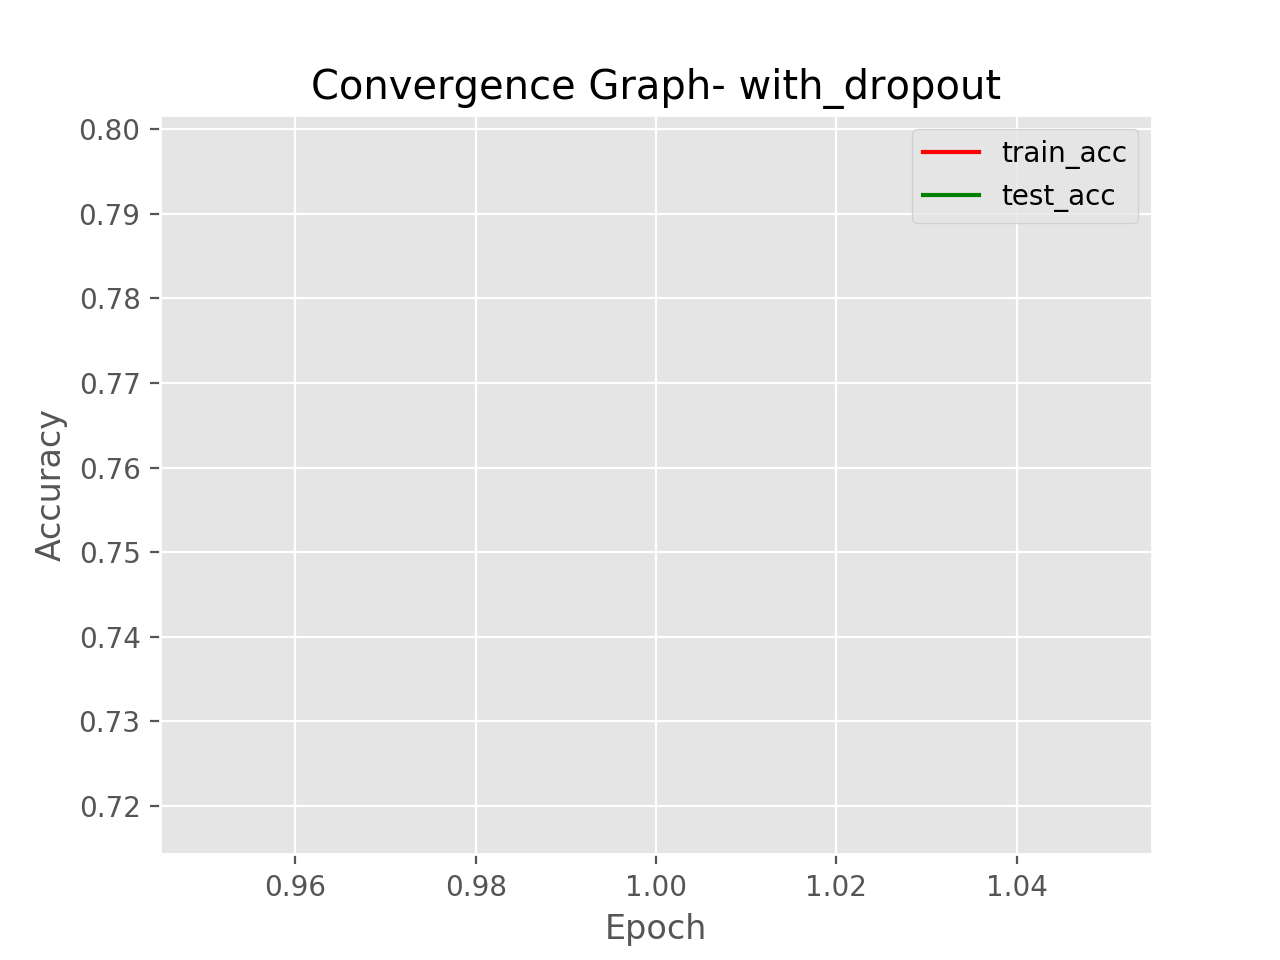 Convergence Graph- with_dropout
train_acc
test_acc
0.80
0.79
0.78
0.77
0.76
0.75
0.74
0.73
0.72
Accuracy
0.96 0.98 1.00 1.02 1.04
Epoch